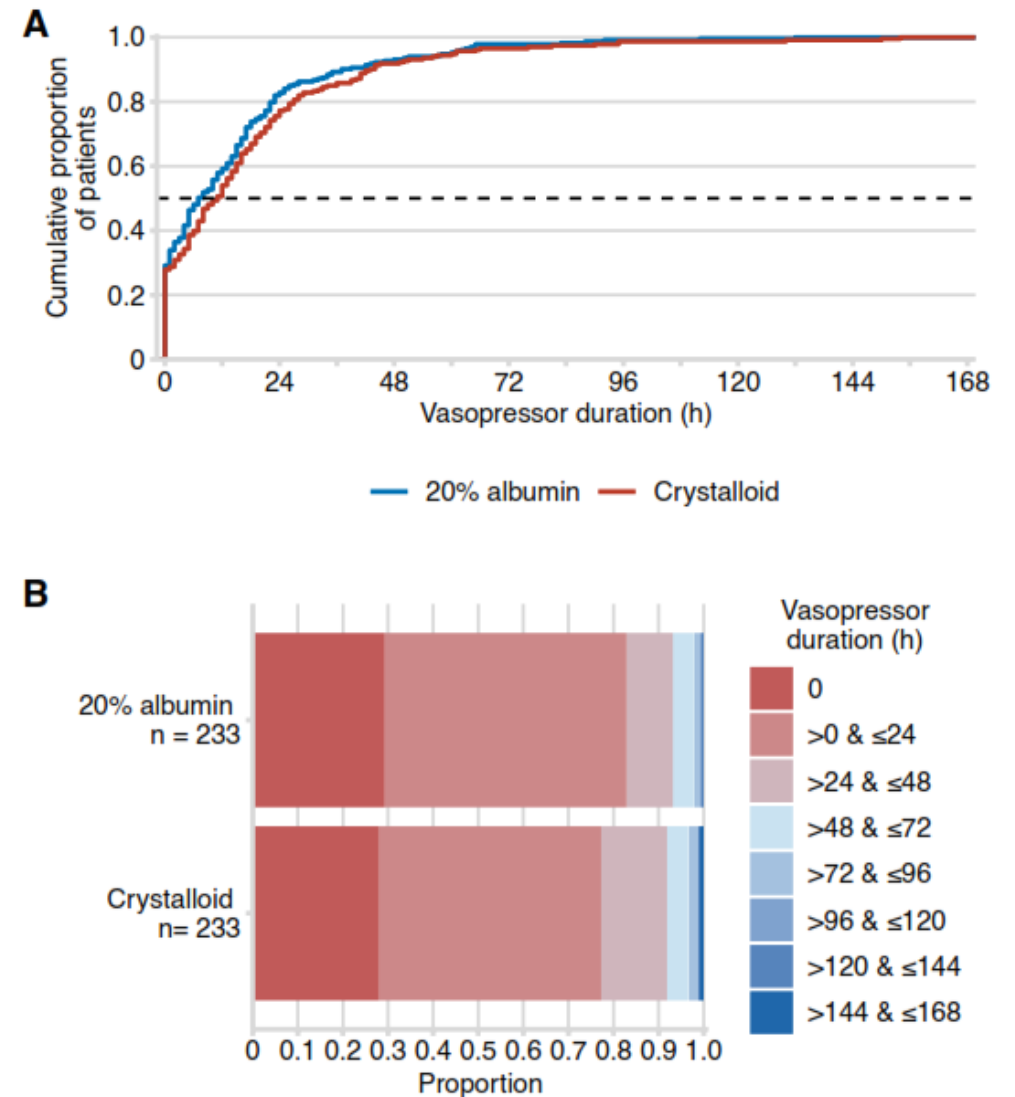 A
Cumulative proportion
of patients
1.0
0.8
0.6
0.4
0.2
0
0 24 48 72 96 120 144 168
Vasopressor duration (h)
20% albumin Crystalloid
B
20% albumin
n = 233
Crystalloid
n= 233
0 0.1 0.2 0.3 0.4 0.5 0.6 0.7 0.8 0.9 1.0
Proportion
Vasopressor
duration (h)
0
>0 & ≤24
>24 & ≤48
>48 & ≤72
>72 & ≤96
>96 & ≤120
>120 & ≤144
>144 & ≤168